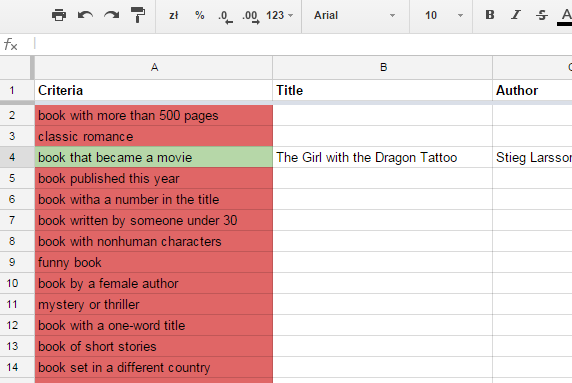 zł % .0 .00 123 Arial 10 B I S A
fx
A B
1 Criteria Title Author
2 book with more than 500 pages
3 classic romance
4 book that became a movie The Girl with the Dragon Tattoo Stieg Larsson
5 book published this year
6 book witha a number in the title
7 book written by someone under 30
8 book with nonhuman characters
9 funny book
10 book by a female author
11 mystery or thriller
12 book with a one-word title
13 book of short stories
14 book set in a different country